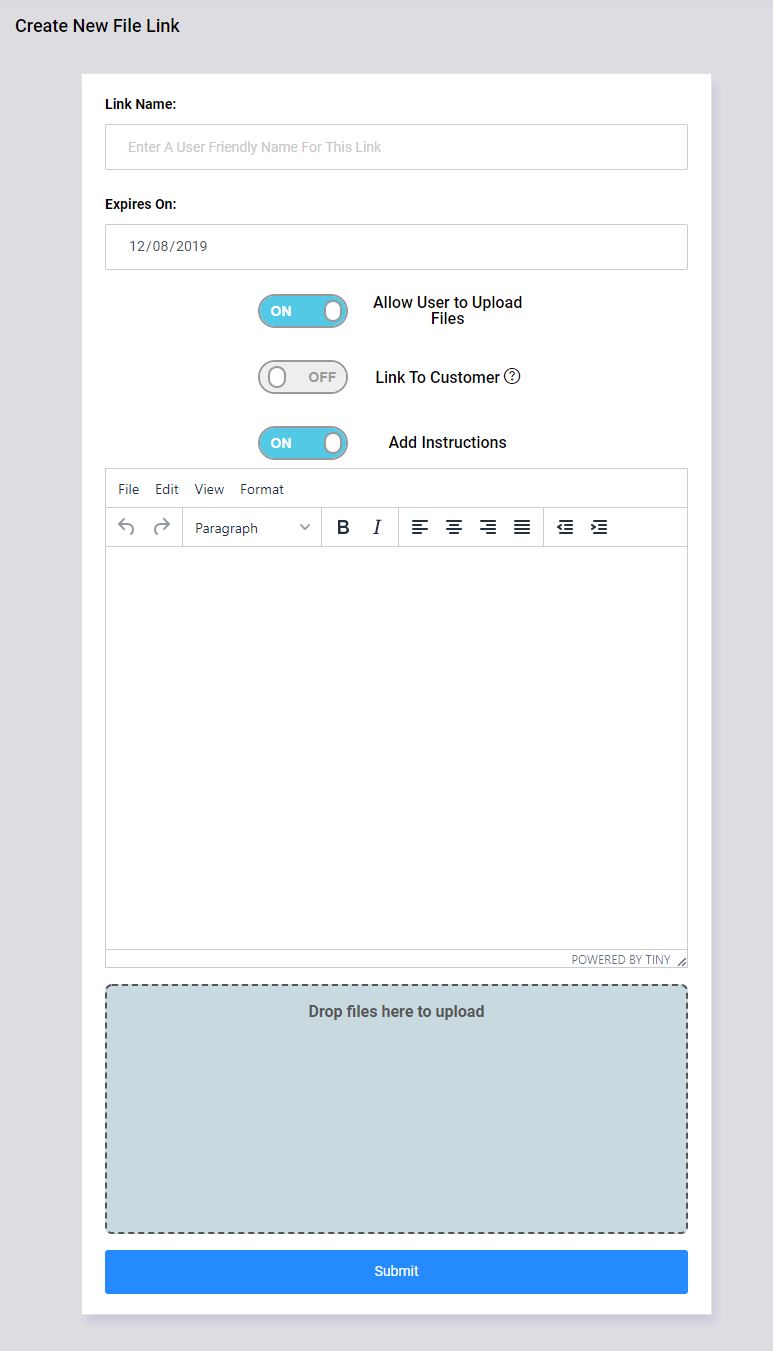 Create New File Link
Link Name:
Enter A User Friendly Name For This Link
Expires On:
12/08/2019
ON
Allow User to Upload
Files
OFF
Link To Customer ?
ON
Add Instructions
File Edit View Format
Paragraph B I
POWERED BY TINY
Drop files here to upload
Submit